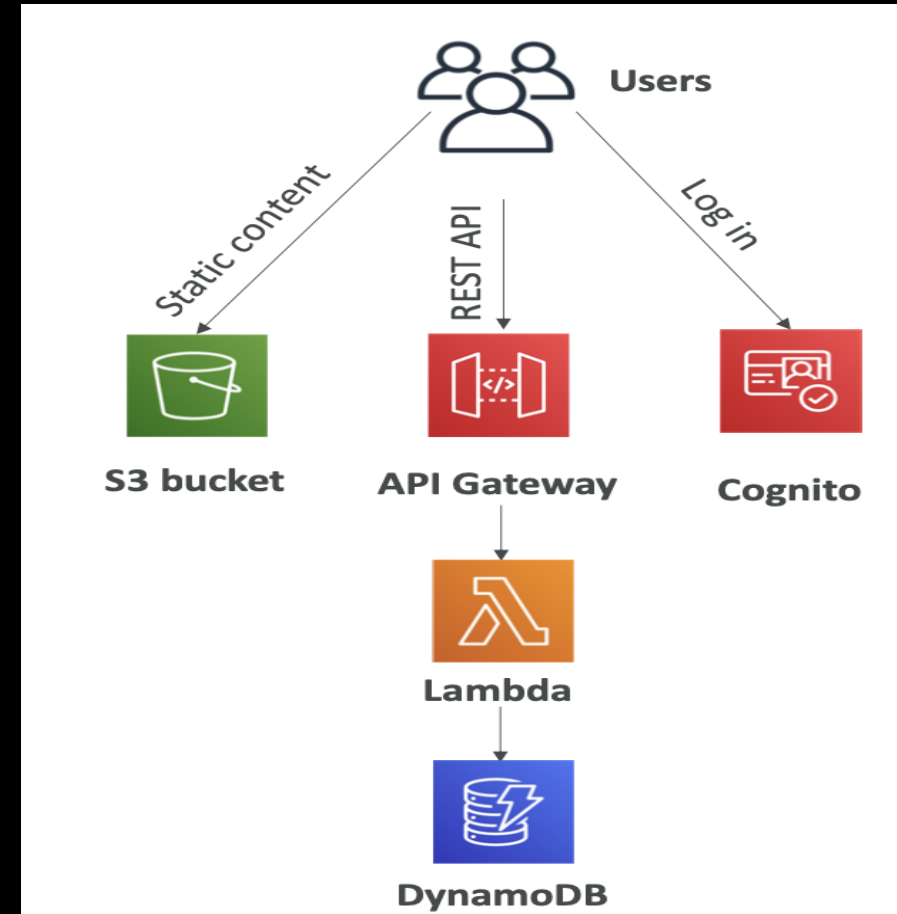 Users
Static content
REST API
Log in
</>
S3 bucket
API Gateway
Cognito
Lambda
DynamoDB